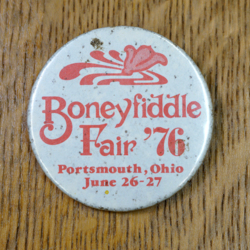 Boneyfiddle
Fair '76
Portsmouth, Ohio
June 26-27